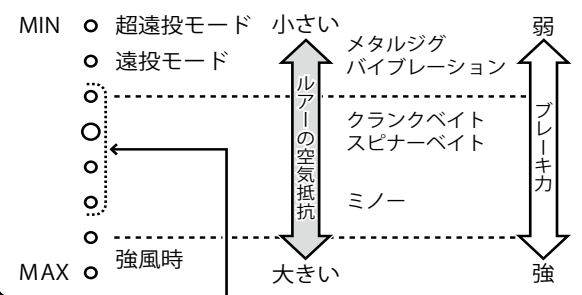 MIN 超遠投モード 小さい 弱
遠投モード
メタルジグ
バイブレーション
ルアーの空気抵抗
ブレーキ力
クランクベイト
スピナーベイト
ミノー
強風時
MAX 大きい 強